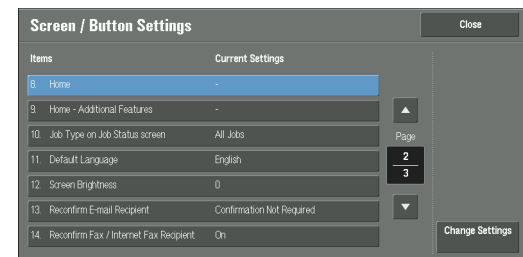 Screen / Button Settings
Close
Items Current Settings
8. Home -
9. Home - Additional Features -
10. Job Type on Job Status screen All Jobs
Page
11. Default Language English
2
3
12. Screen Brightness 0
13. Reconfirm E-mail Recipient Confirmation Not Required
14. Reconfirm Fax / Internet Fax Recipient On
Change Settings